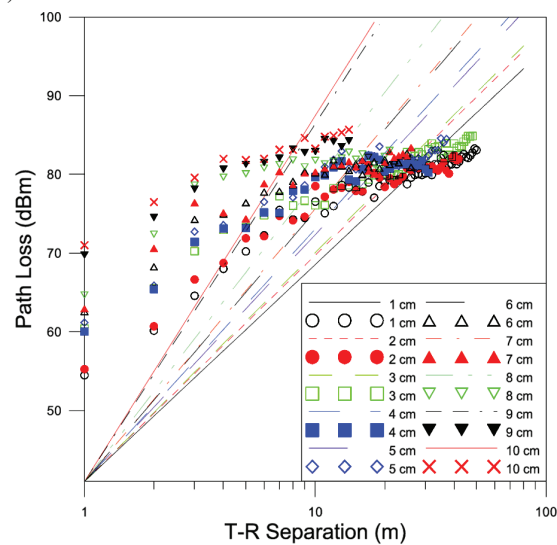 )
100
90
80
70
60
50
Path Loss (dBm)
1
10
100
T-R Separation (m)
1 cm
1 cm
2 cm
2 cm
3 cm
3 cm
4 cm
4 cm
5 cm
5 cm
6 cm
6 cm
7 cm
7 cm
8 cm
8 cm
9 cm
9 cm
10 cm
10 cm